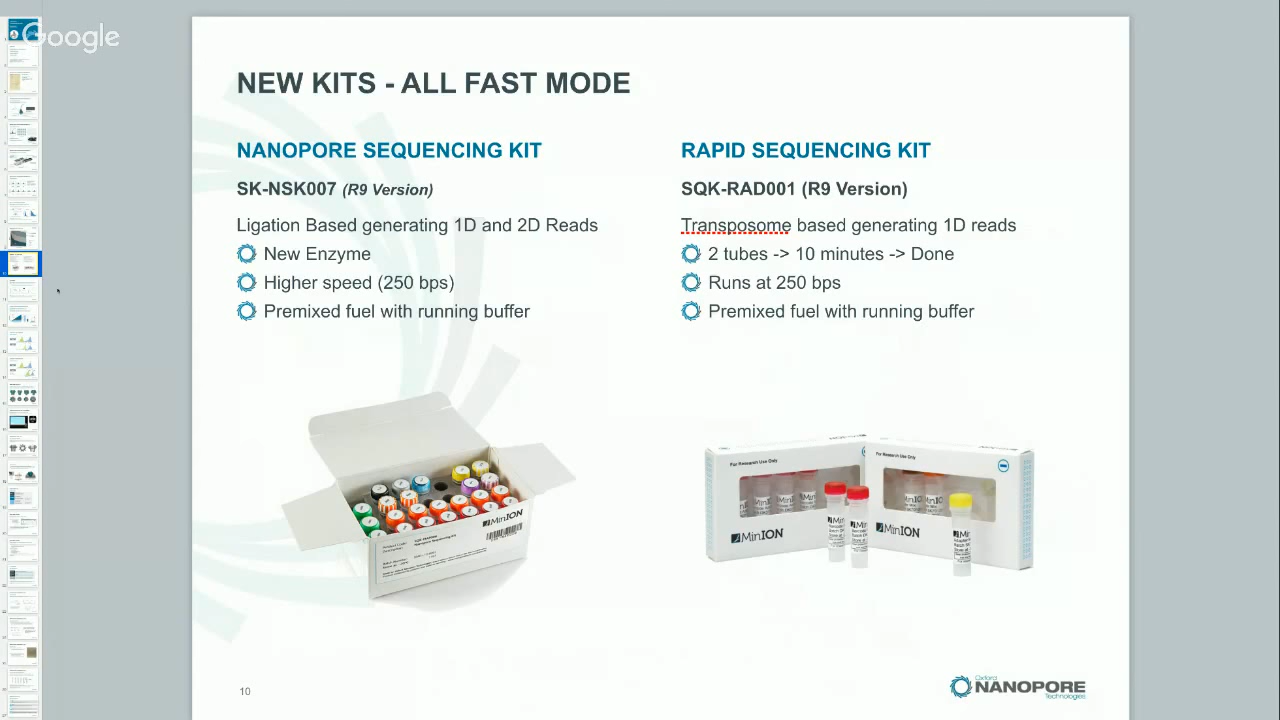 Google
NEW KITS - ALL FAST MODE
NANOPORE SEQUENCING KIT
SK-NSK007 (R9 Version)
Ligation Based generating 1D and 2D Reads
New Enzyme
Higher speed (250 bps)
Premixed fuel with running buffer
RAPID SEQUENCING KIT
SQK-RAD001 (R9 Version)
Transposome based generating 1D reads
2 tubes -> 10 minutes -> Done
Runs at 250 bps
Premixed fuel with running buffer
MinION
For Research Use Only
For Research Use Only
MinION
MinION
10
Oxford
NANOPORE
Technologies